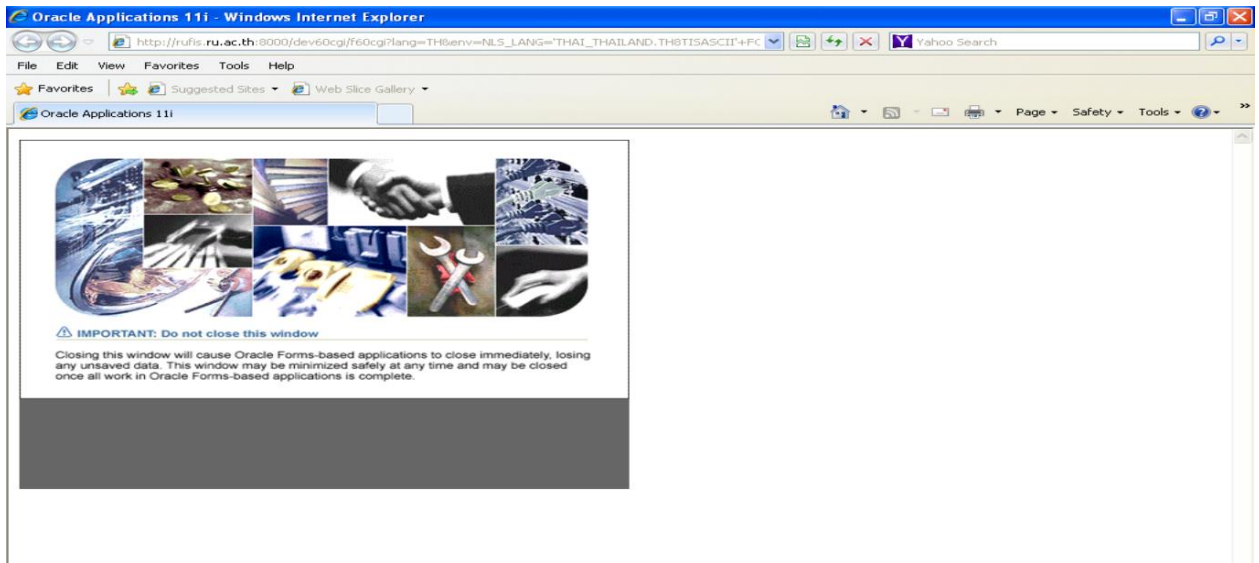 Oracle Applications 11i - Windows Internet Explorer
http://rufis.ru.ac.th:8000/dev60cgi/f60cgi?lang=TH&env=NLS_LANG='THAI_THAILAND.TH8TISASCII'+FC
Yahoo Search
File Edit View Favorites Tools Help
Favorites Suggested Sites Web Slice Gallery
Oracle Applications 11i Page Safety Tools
IMPORTANT: Do not close this window
Closing this window will cause Oracle Forms-based applications to close immediately, losing
any unsaved data. This window may be minimized safely at any time and may be closed
once all work in Oracle Forms-based applications is complete.